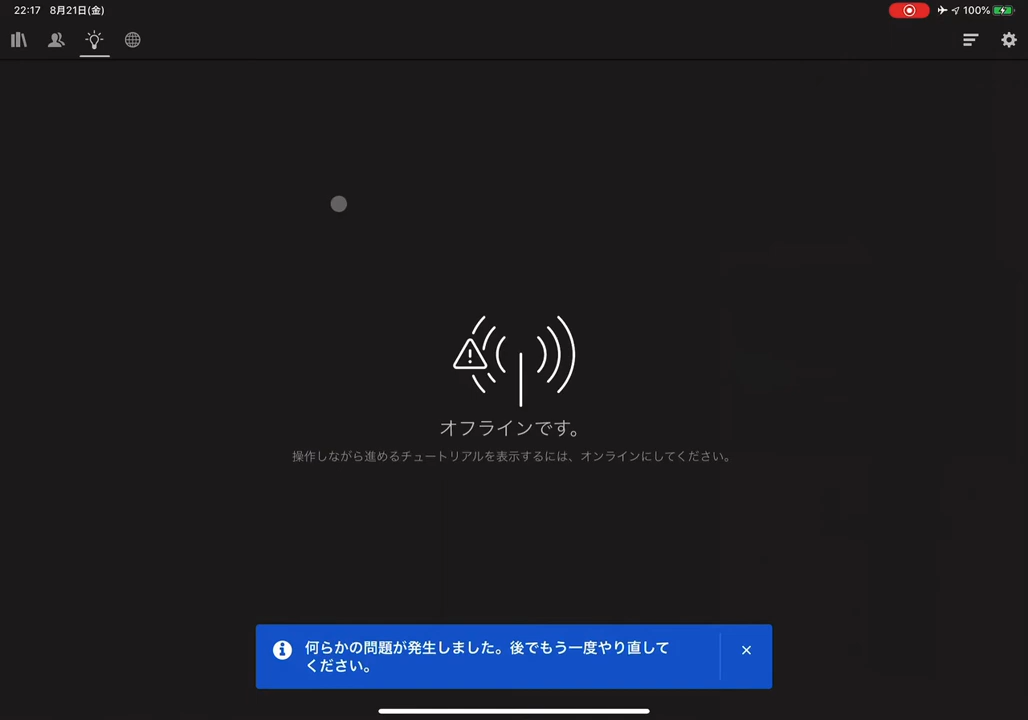 22:17 8月21日(金)
100%
オフラインです。
操作しながら進めるチュートリアルを表示するには、オンラインにしてください。
何らかの問題が発生しました。後でもう一度やり直して
ください。